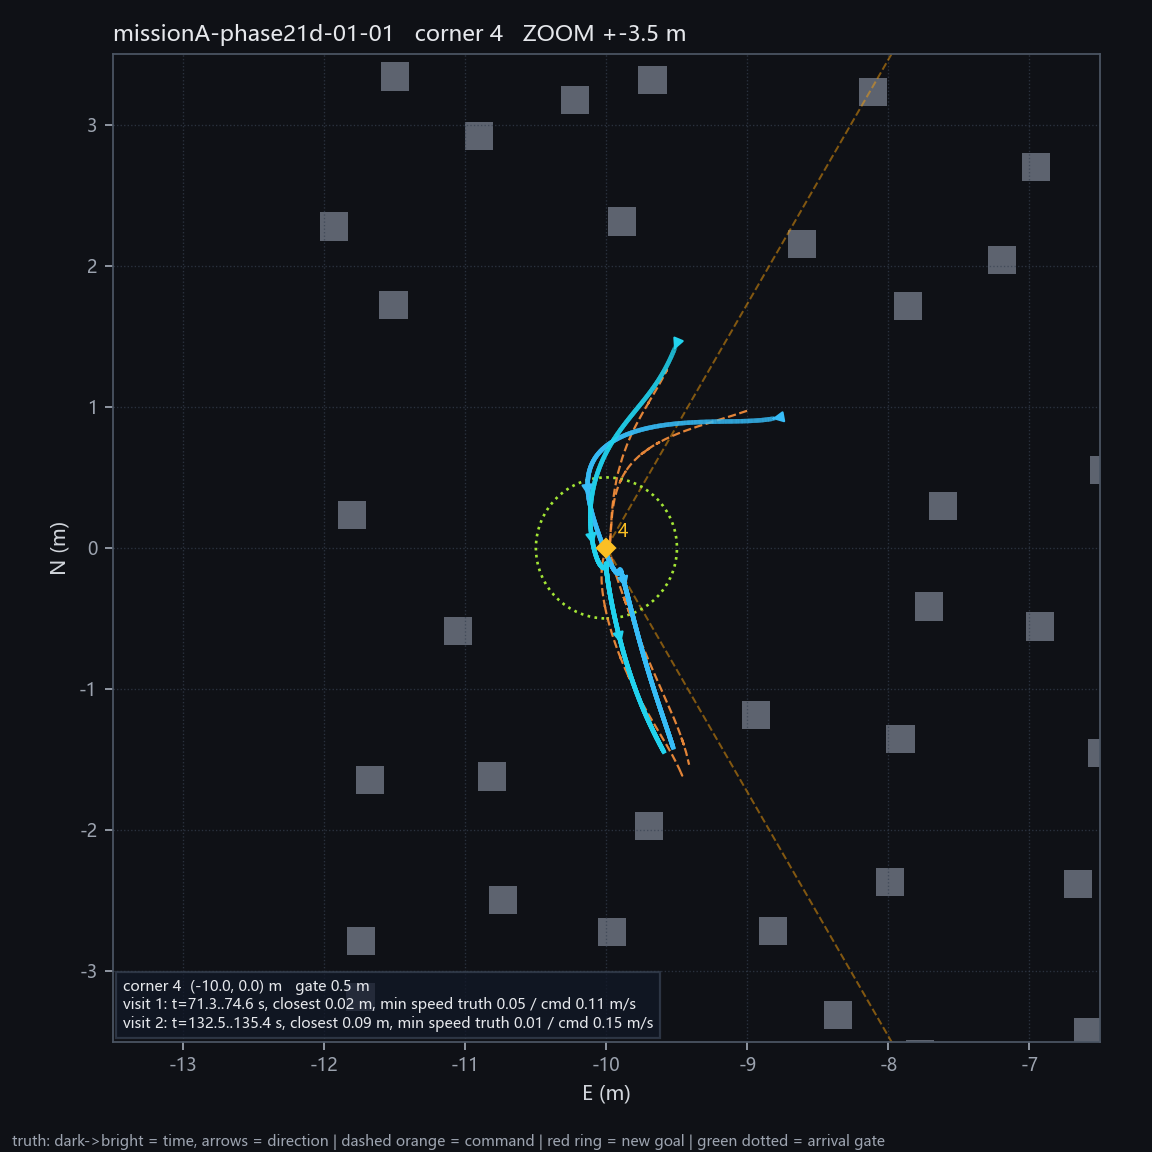 missionA-phase21d-01-01   corner 4   ZOOM +-3.5 m
3
2
1
0
-1
-2
-3
N (m)
4
corner 4  (-10.0, 0.0) m   gate 0.5 m
visit 1: t=71.3..74.6 s, closest 0.02 m, min speed truth 0.05 / cmd 0.11 m/s
visit 2: t=132.5..135.4 s, closest 0.09 m, min speed truth 0.01 / cmd 0.15 m/s
-13
-12
-11
-10
-9
-8
-7
E (m)
truth: dark->bright = time, arrows = direction | dashed orange = command | red ring = new goal | green dotted = arrival gate